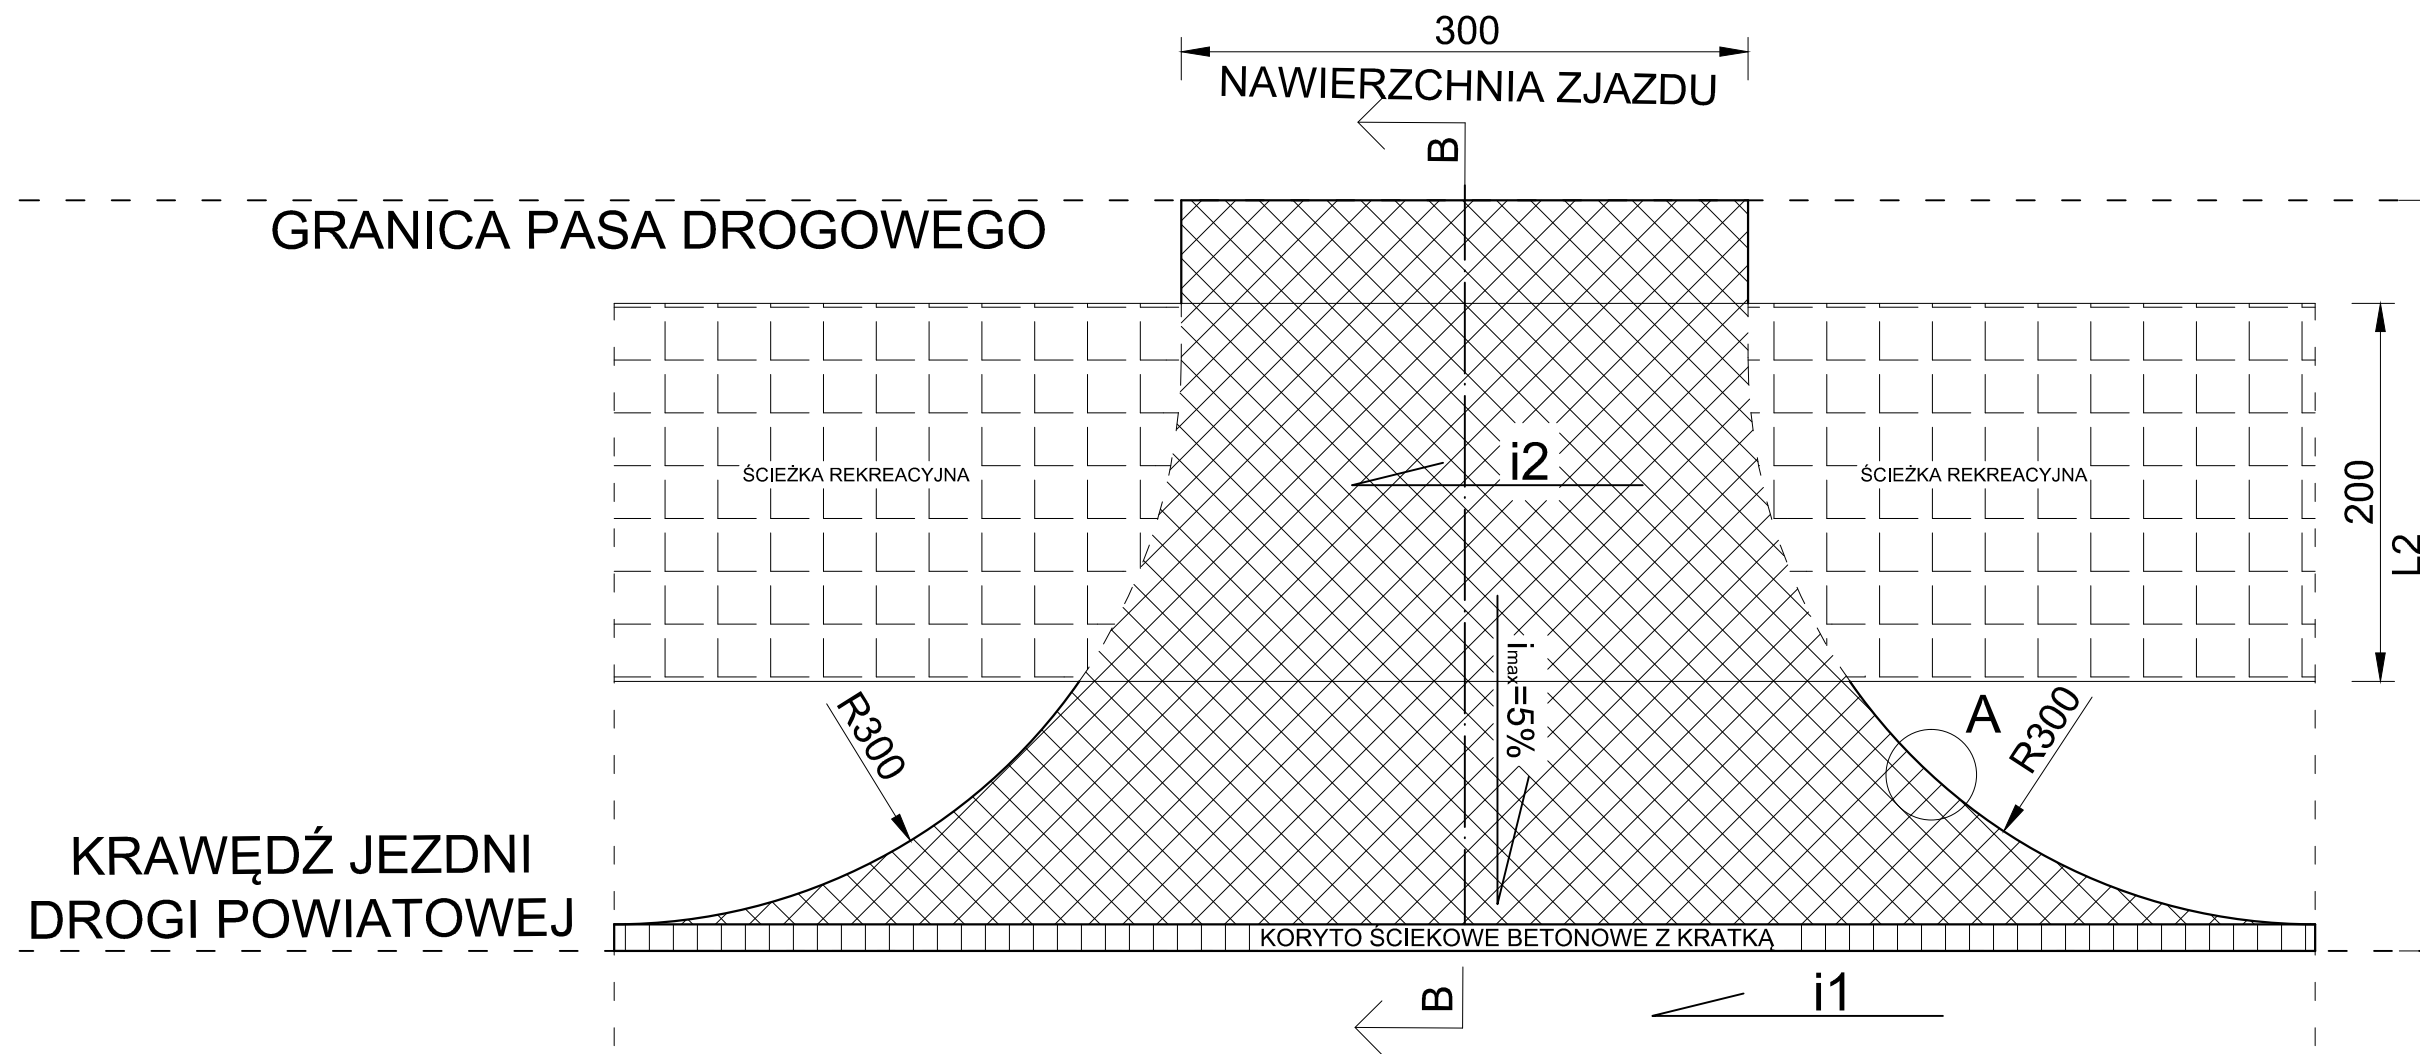 300
NAWIERZCHNIA ZJAZDU
B
GRANICA PASA DROGOWEGO
i2
ŚCIEŻKA REKREACYJNA
ŚCIEŻKA REKREACYJNA
200
L2
imax=5%
R300
A
R300
KRAWĘDŹ JEZDNI
DROGI POWIATOWEJ
KORYTO ŚCIEKOWE BETONOWE Z KRATKĄ
B
i1